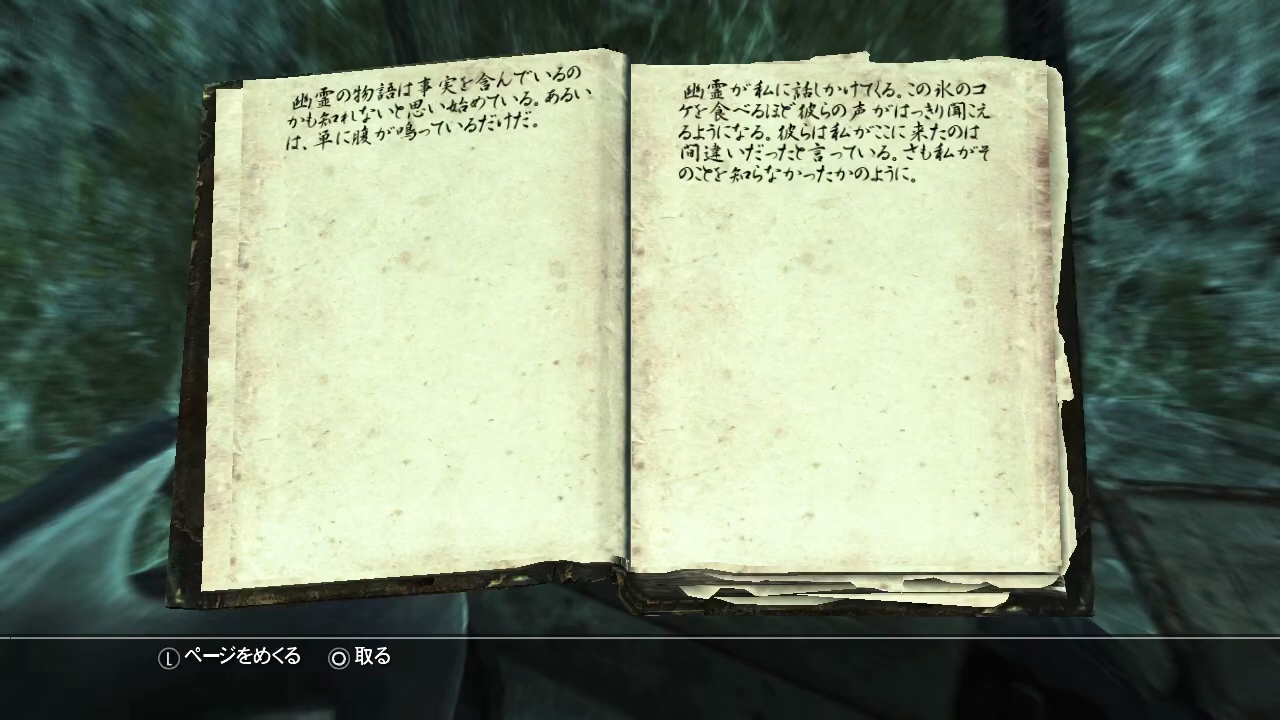 幽霊の物語は事実を含んでいるの
かも知れないと思い始めている。あるい
は、単に腹が鳴っているだけだ。
幽霊が私に話しかけてくる。この氷のコ
ケを食べるほど彼らの声がはっきり聞こえ
るようになる。彼らは私がここに来たのは
間違いだったと言っている。さも私がそ
のことを知らなかったかのように。
Ⓛページをめくる ◎取る